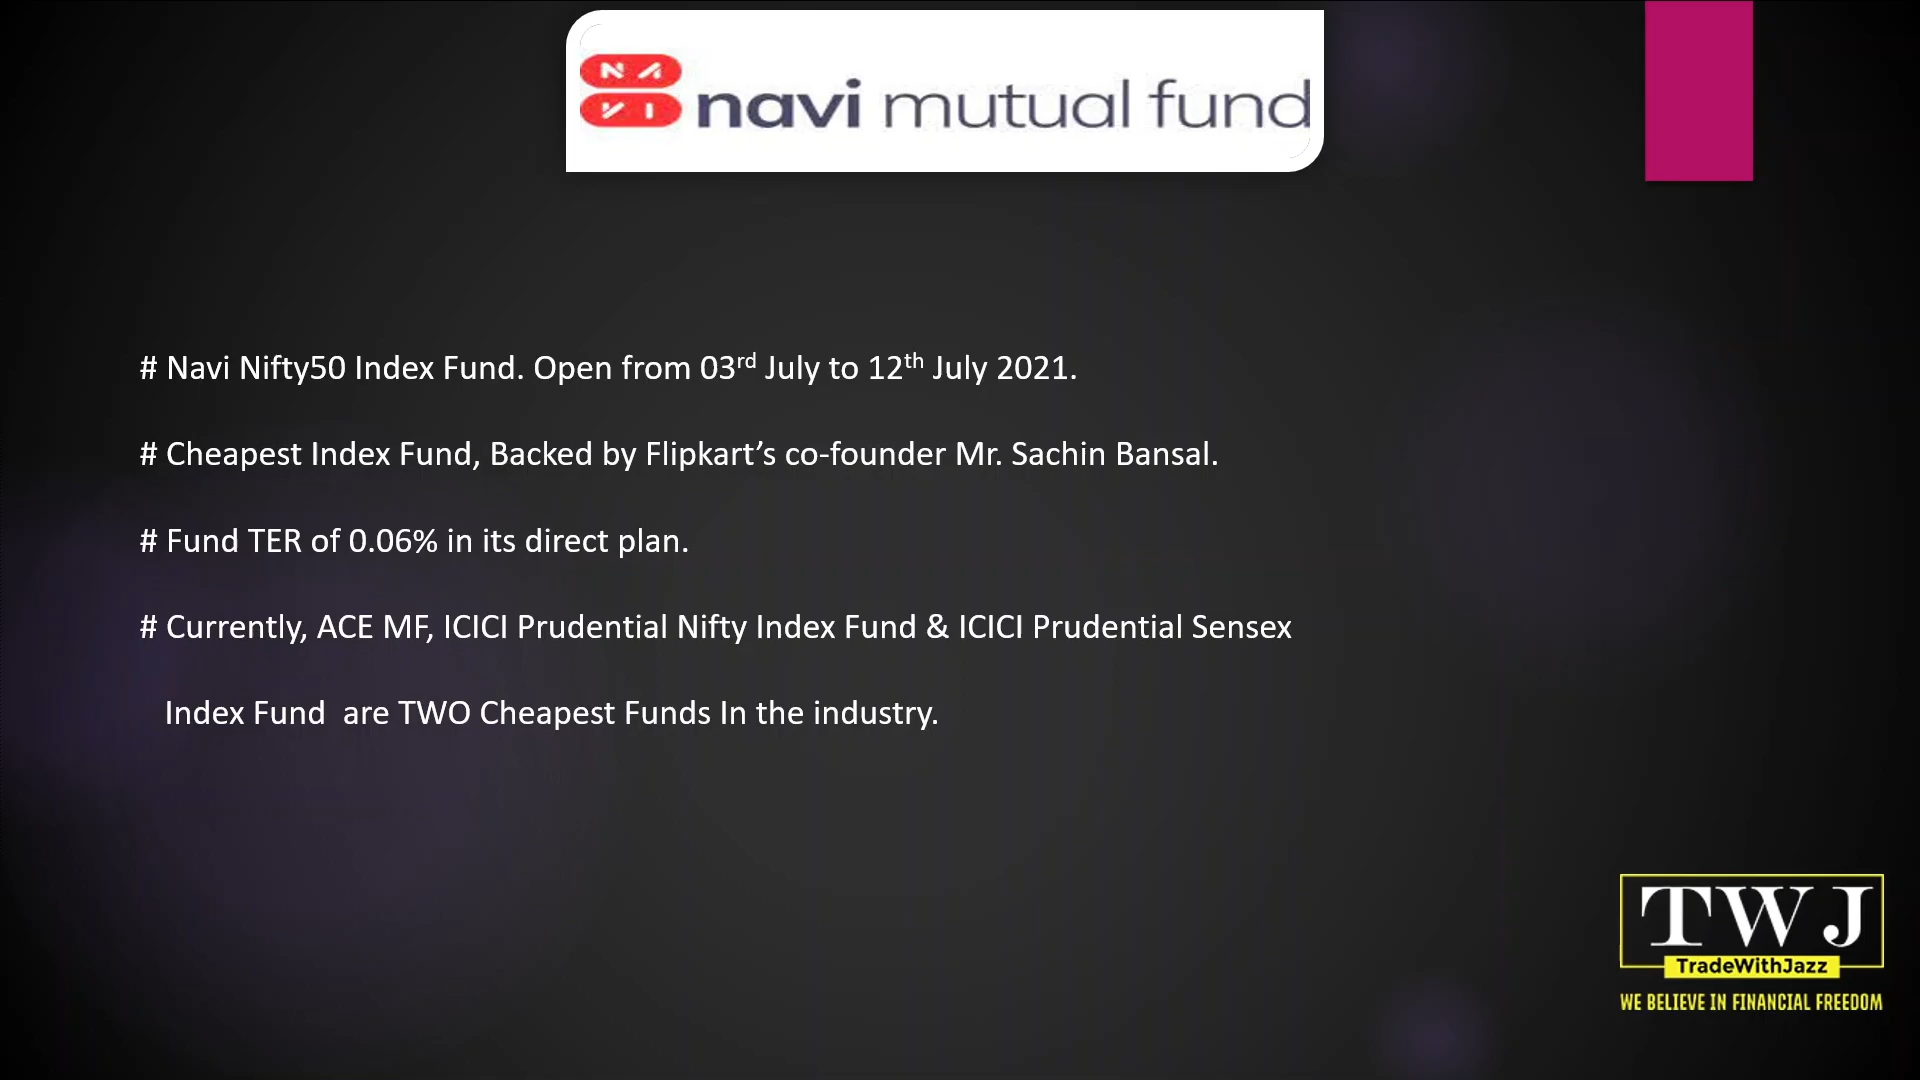 NAVI navi mutual fund
# Navi Nifty50 Index Fund. Open from 03rd July to 12th July 2021.
# Cheapest Index Fund, Backed by Flipkart’s co-founder Mr. Sachin Bansal.
# Fund TER of 0.06% in its direct plan.
# Currently, ACE MF, ICICI Prudential Nifty Index Fund & ICICI Prudential Sensex
Index Fund  are TWO Cheapest Funds In the industry.
TWJ
TradeWithJazz
WE BELIEVE IN FINANCIAL FREEDOM